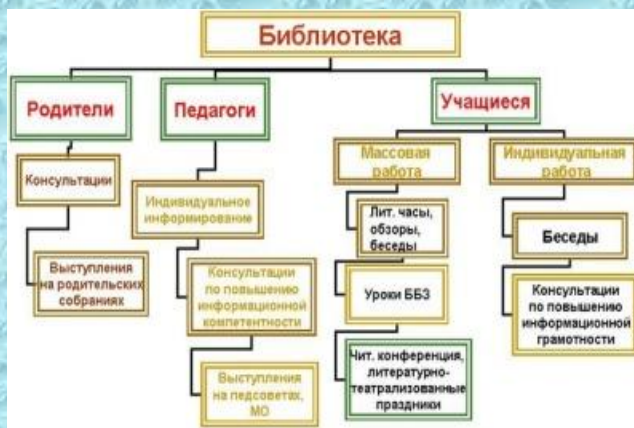 Библиотека
Родители
Педагоги
Учащиеся
Консультации
Выступления
на родительских
собраниях
Индивидуальное
информирование
Консультации
по повышению
информационной
компетентности
Выступления
на педсоветах,
МО
Массовая
работа
Лит. часы,
обзоры,
беседы
Уроки ББЗ
Чит. конференция,
литературно-
театрализованные
праздники
Индивидуальная
работа
Беседы
Консультации
по повышению
информационной
грамотности